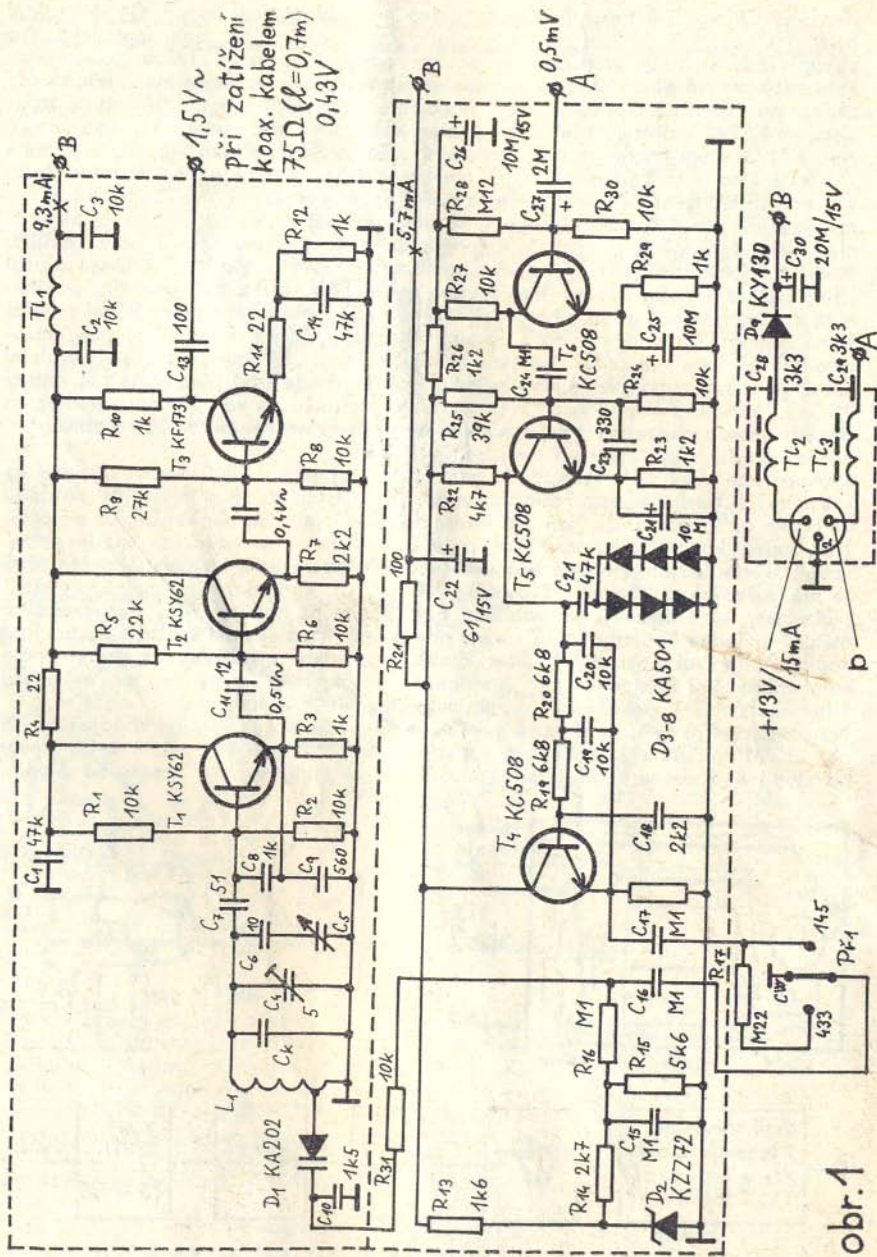 D1 KA202
C10
1k5
L1
Ck
C4
5
C6
10
C5
C7 51
C8
1k
C9
560
C1
47k
R1
10k
R2
10k
T1 KSY62
R3
1k
R4
22
0,5V~
C11
12
R5
22k
R6
10k
T2 KSY62
R7
2k2
0,4V~
R9
27k
R8
10k
T3 KF173
R10
1k
C13
100
R11
22
C14
47k
R12
1k
C2
10k
TL1
C3
10k
9,3mA
B
1,5V~
při zatížení
koax. kabelem
75Ω (l=0,7m)
0,43V
R31
10k
R13
1k6
R14 2k7
D2
KZZ72
C15
M1
R15
5k6
R16
M1
C16
M1
C17
M1
T4 KC508
R19 6k8
C18
2k2
C19
10k
R20 6k8
C20
10k
D3-8 KA501
C21
47k
R21
100
C22
G1/15V
R22
4k7
T5 KC508
R25
39k
C23
330
R23
1k2
10
M
R24
10k
C24 M1
R26
1k2
R27
10k
T6
KC508
C25
10M
R29
1k
R28
M12
C27
2M
R30
10k
C26
10M/15V
5,7mA
B
0,5mV
A
R17
M22
CW
433
145
Př.1
+13V/15mA
b
TL2
TL3
C28
3k3
C29 3k3
D9 KY130
C30
20M/15V
B
A
obr.1